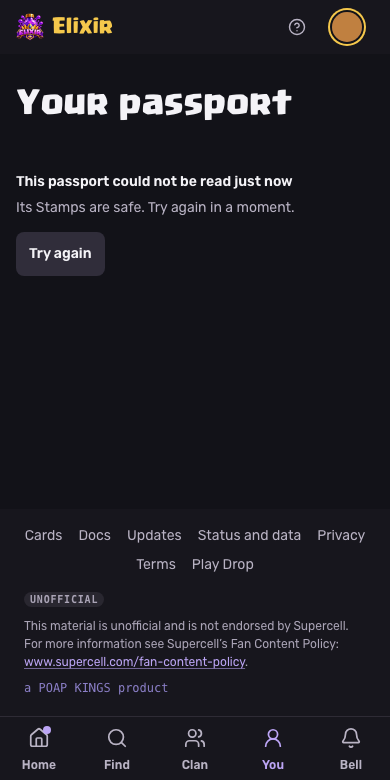 Elixir
Your passport
This passport could not be read just now
Its Stamps are safe. Try again in a moment.
Try again
Cards Docs Updates Status and data Privacy
Terms Play Drop
UNOFFICIAL
This material is unofficial and is not endorsed by Supercell.
For more information see Supercell's Fan Content Policy:
www.supercell.com/fan-content-policy.
a POAP KINGS product
Home Find Clan You Bell